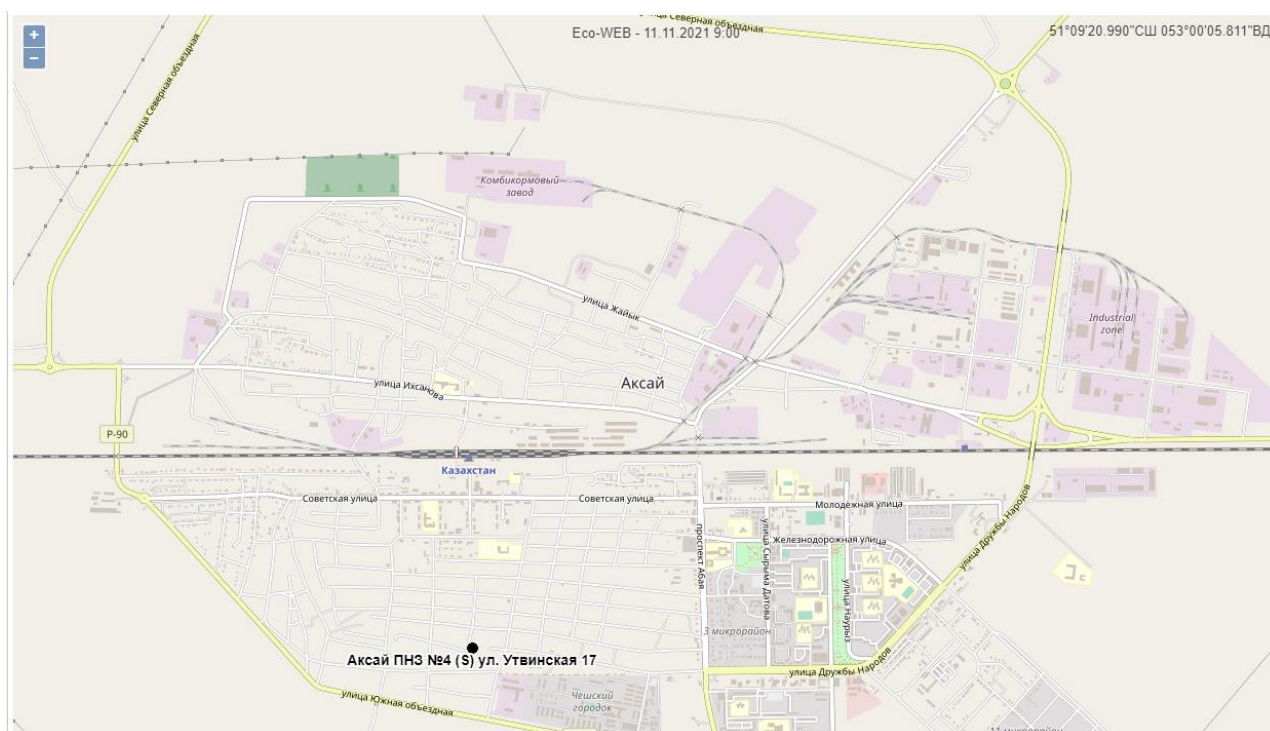 улица Северная объездная
Eco-WEB - 11.11.2021 9:00
51°09'20.990"СШ 053°00'05.811"ВД
+
−
улица Северная объездная
Комбикормовый
завод
улица Жайык
Industrial
zone
Аксай
улица Ихсанова
Р-90
Казахстан
Советская улица
Советская улица
Молодежная улица
проспект Абая
улица Сырыма Датова
Железнодорожная улица
улица Наурыз
улица Дружбы Народов
3 микрорайон
Аксай ПНЗ №4 (S) ул. Утвинская 17
улица Дружбы Народов
улица Южная объездная
Чешский
городок
11 микрорайон